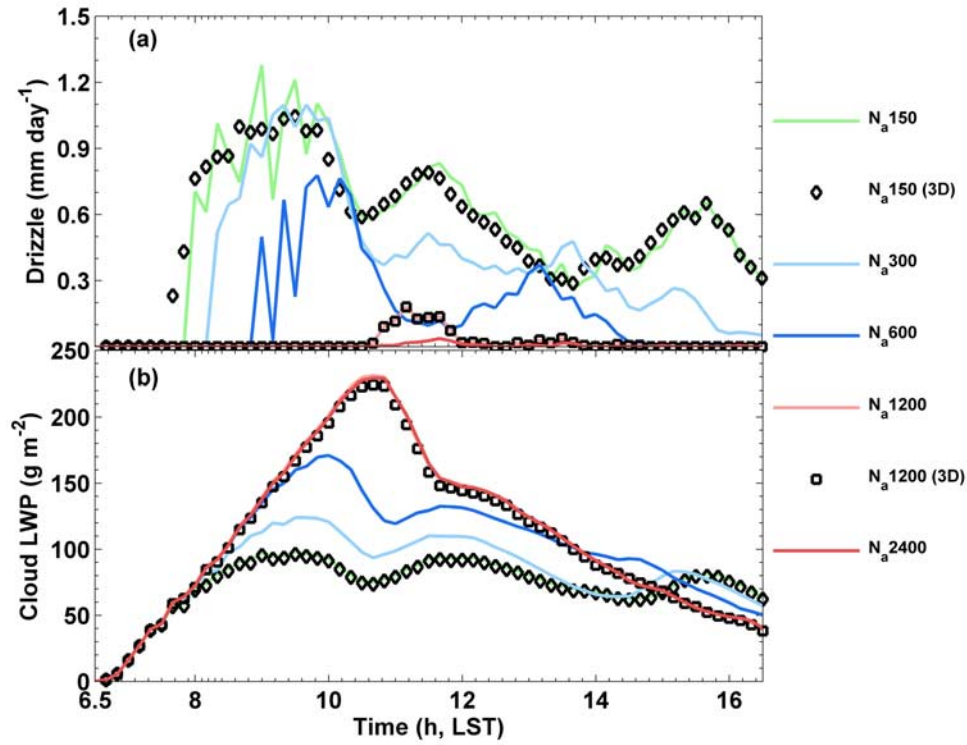 (a)
Drizzle (mm day⁻¹)
1.5
1.2
0.9
0.6
0.3
(b)
Cloud LWP (g m⁻²)
250
200
150
100
50
0
6.5 8 10 12 14 16
Time (h, LST)
Nₐ150
Nₐ150 (3D)
Nₐ300
Nₐ600
Nₐ1200
Nₐ1200 (3D)
Nₐ2400